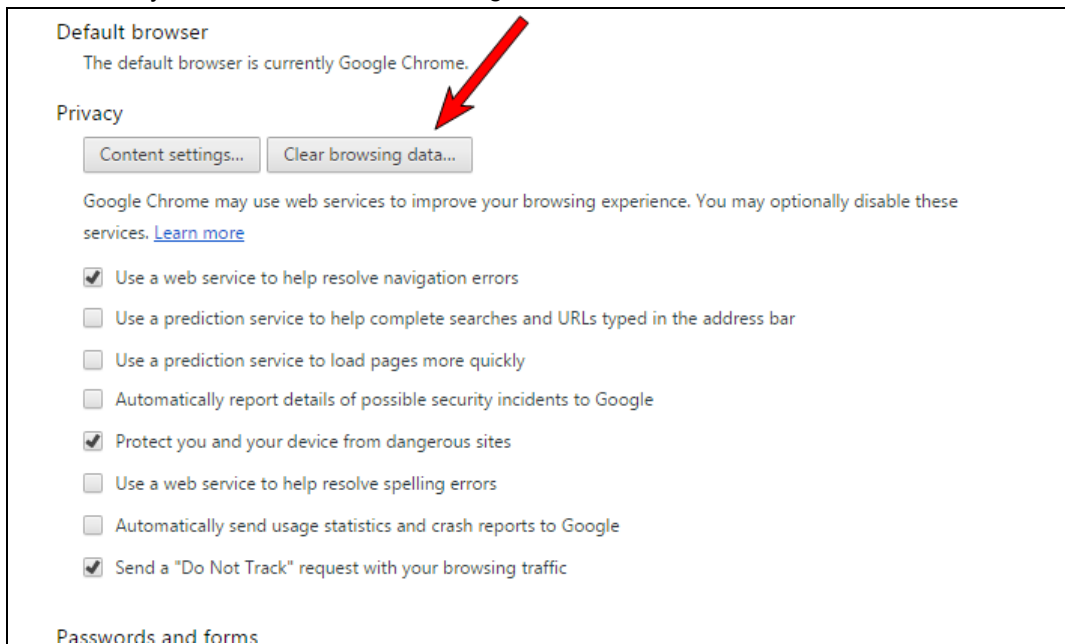 Default browser
The default browser is currently Google Chrome.
Privacy
Content settings... Clear browsing data...
Google Chrome may use web services to improve your browsing experience. You may optionally disable these
services. Learn more
Use a web service to help resolve navigation errors
Use a prediction service to help complete searches and URLs typed in the address bar
Use a prediction service to load pages more quickly
Automatically report details of possible security incidents to Google
Protect you and your device from dangerous sites
Use a web service to help resolve spelling errors
Automatically send usage statistics and crash reports to Google
Send a "Do Not Track" request with your browsing traffic
Passwords and forms